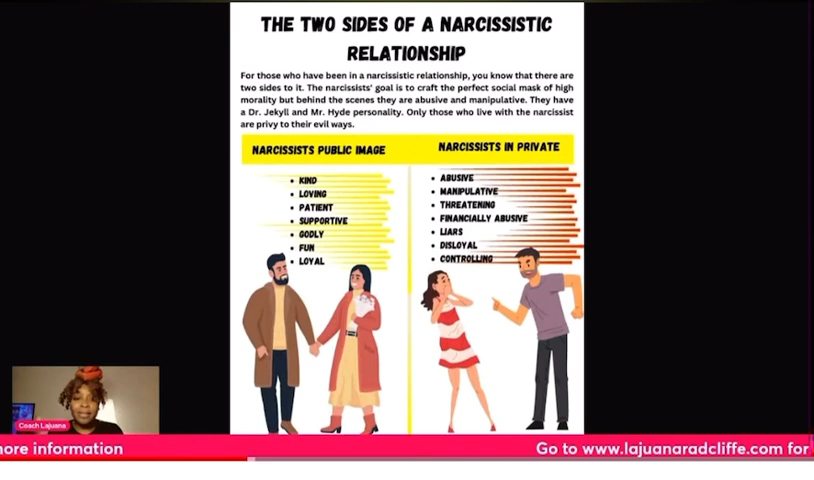 THE TWO SIDES OF A NARCISSISTIC
RELATIONSHIP
For those who have been in a narcissistic relationship, you know that there are
two sides to it. The narcissists' goal is to craft the perfect social mask of high
morality but behind the scenes they are abusive and manipulative. They have
a Dr. Jekyll and Mr. Hyde personality. Only those who live with the narcissist
are privy to their evil ways.
NARCISSISTS PUBLIC IMAGE
• KIND
• LOVING
• PATIENT
• SUPPORTIVE
• GODLY
• FUN
• LOYAL
NARCISSISTS IN PRIVATE
• ABUSIVE
• MANIPULATIVE
• THREATENING
• FINANCIALLY ABUSIVE
• LIARS
• DISLOYAL
• CONTROLLING
Coach Lajuana
ore information
Go to www.lajuanaradcliffe.com for